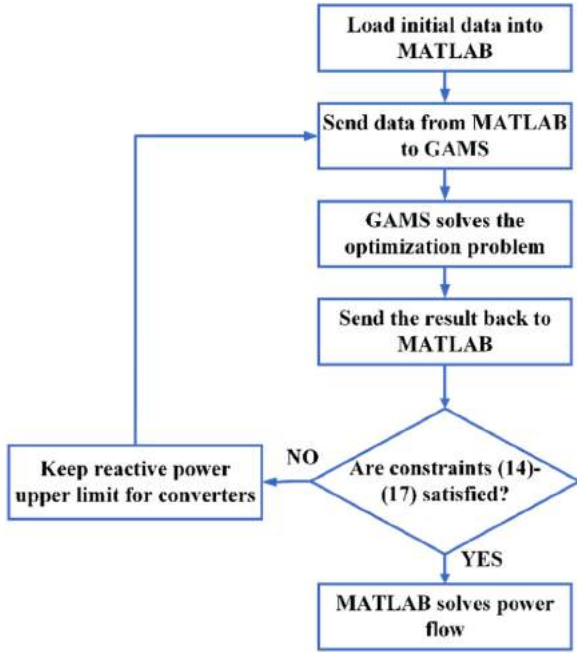 Load initial data into
MATLAB
Send data from MATLAB
to GAMS
GAMS solves the
optimization problem
Send the result back to
MATLAB
Are constraints (14)-
(17) satisfied?
NO
Keep reactive power
upper limit for converters
YES
MATLAB solves power
flow